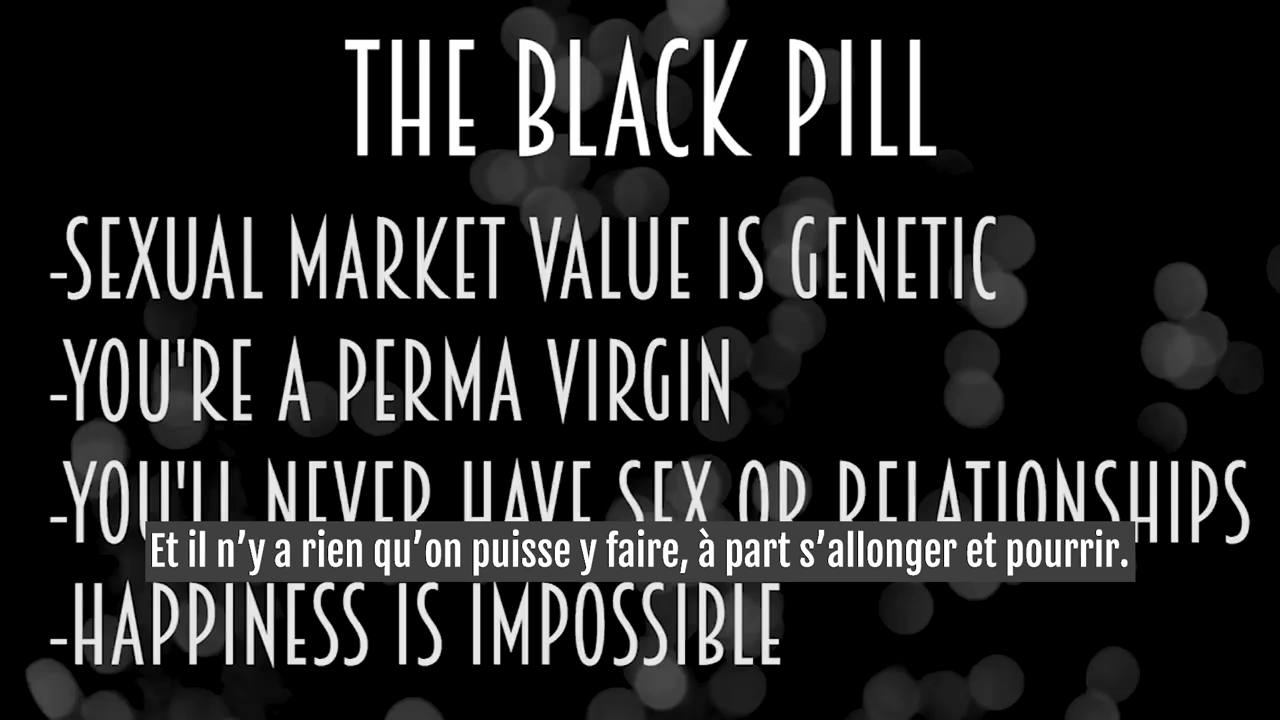 THE BLACK PILL
-SEXUAL MARKET VALUE IS GENETIC
-YOU'RE A PERMA VIRGIN
-YOU'LL NEVER HAVE SEX OR RELATIONSHIPS
Et il n’y a rien qu’on puisse y faire, à part s’allonger et pourrir.
-HAPPINESS IS IMPOSSIBLE